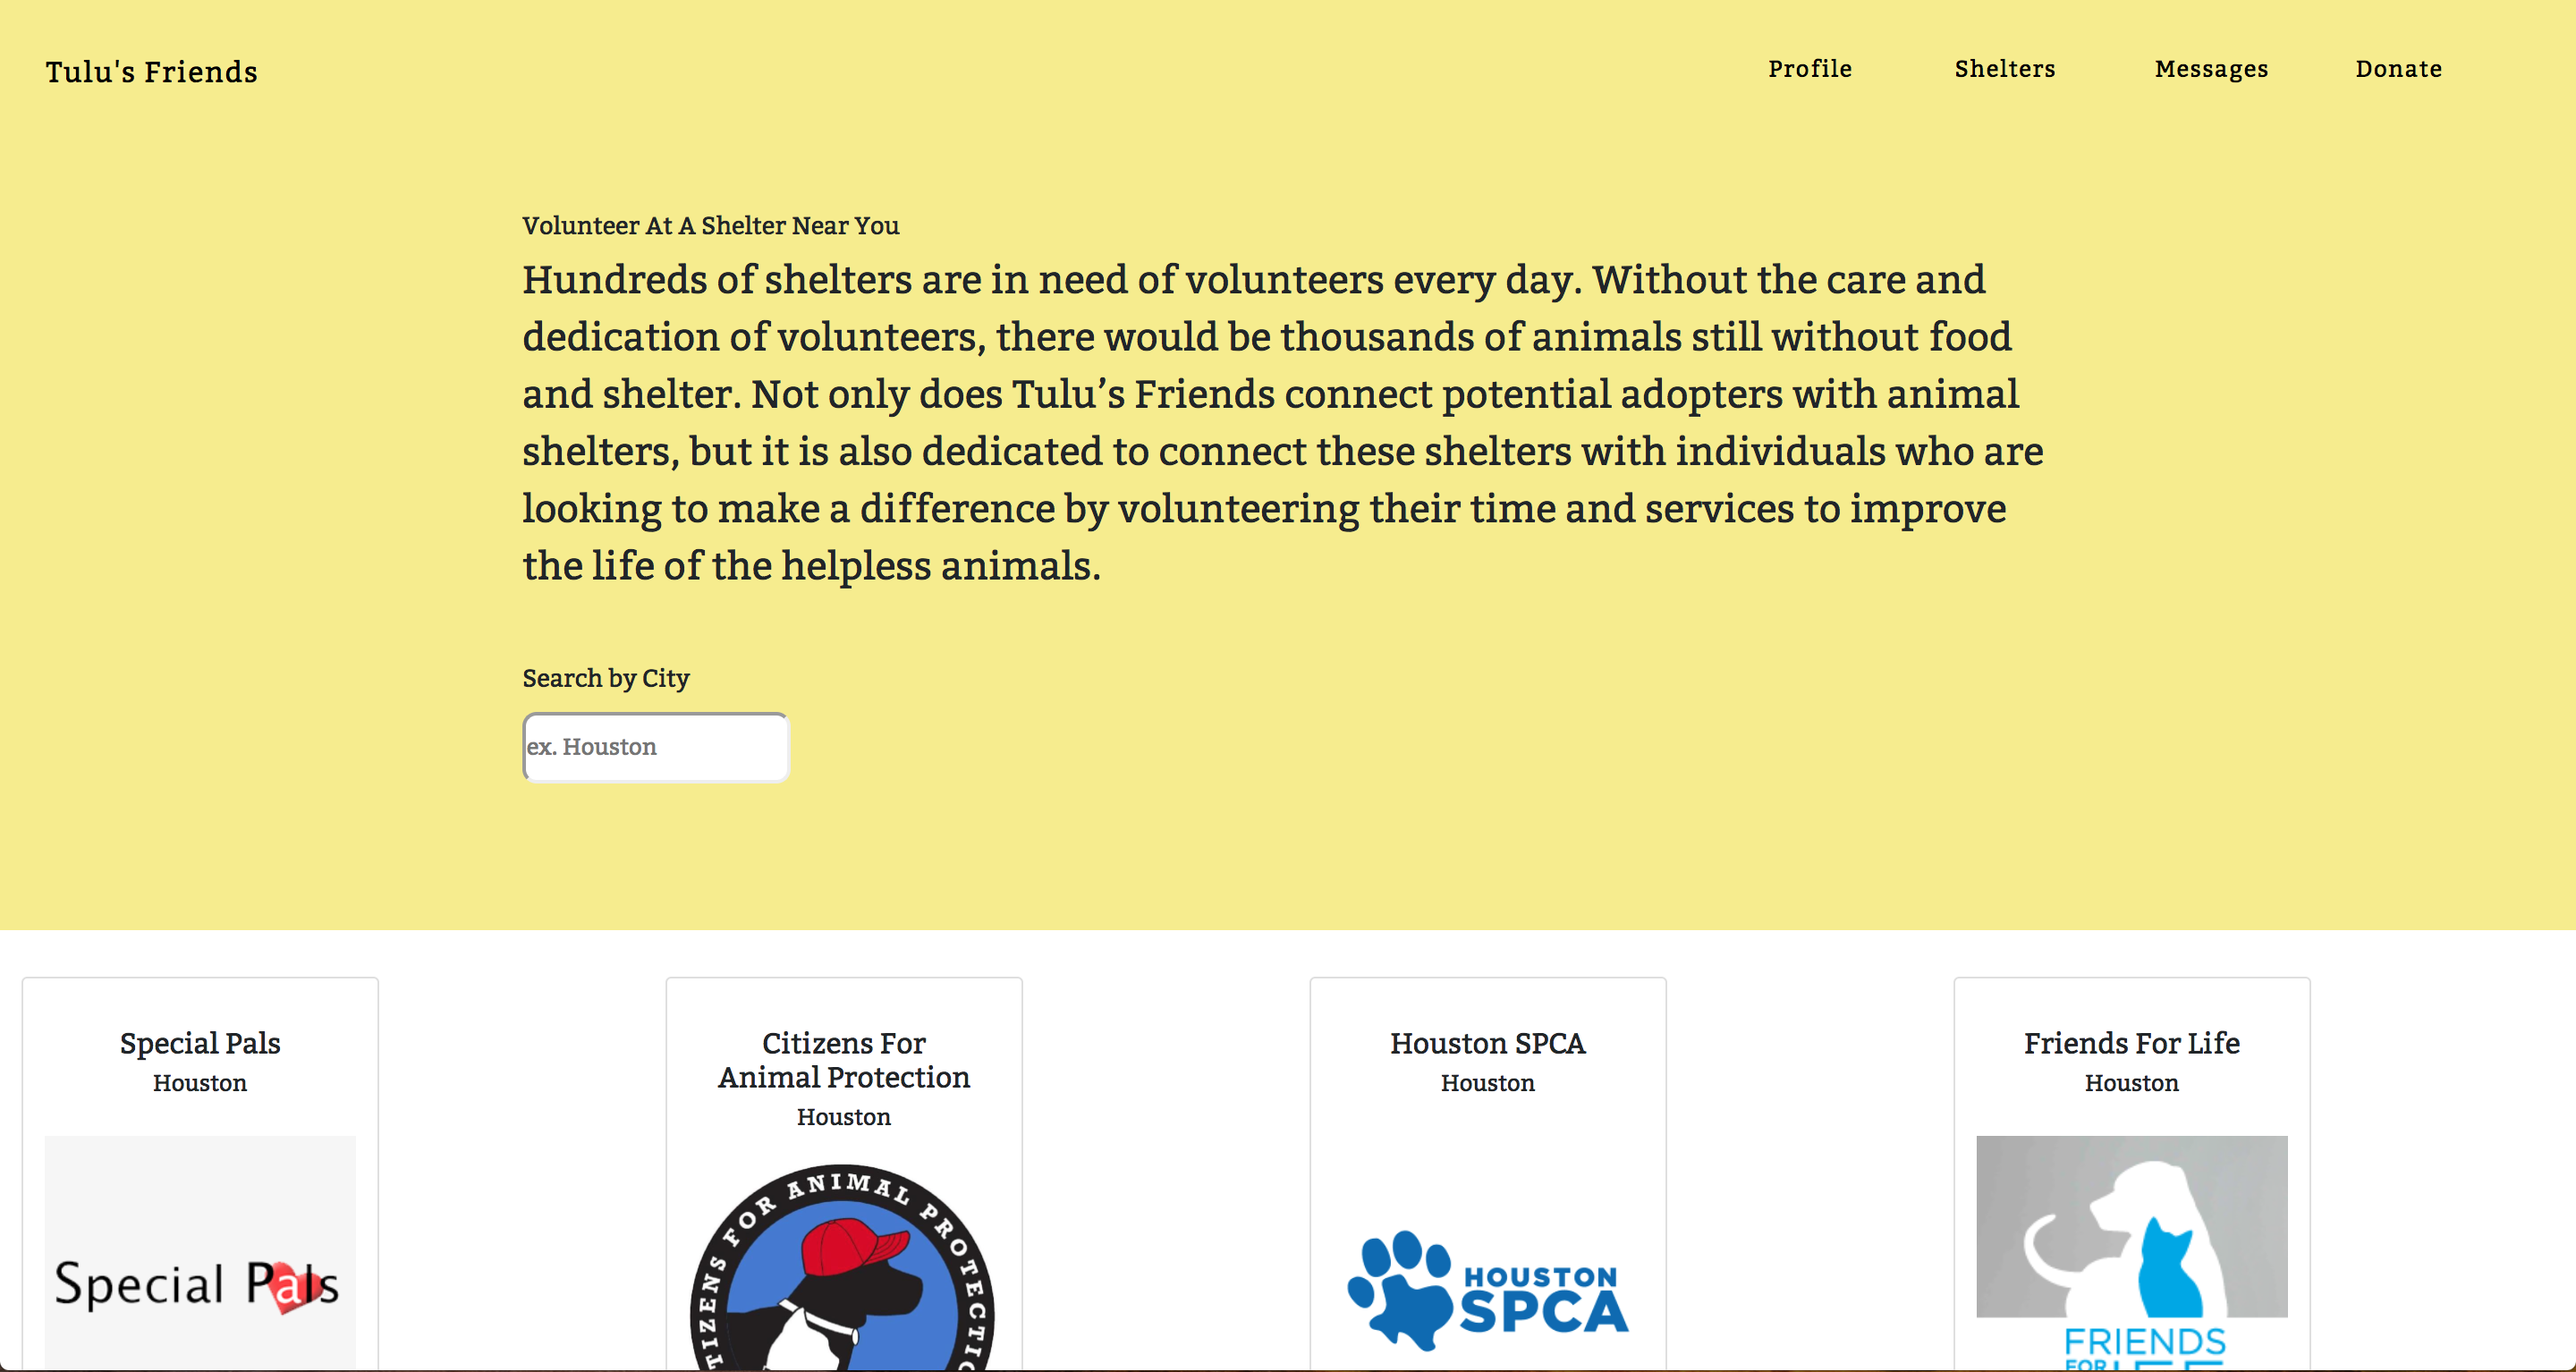 Tulu's Friends
Profile Shelters Messages Donate
Volunteer At A Shelter Near You
Hundreds of shelters are in need of volunteers every day. Without the care and
dedication of volunteers, there would be thousands of animals still without food
and shelter. Not only does Tulu’s Friends connect potential adopters with animal
shelters, but it is also dedicated to connect these shelters with individuals who are
looking to make a difference by volunteering their time and services to improve
the life of the helpless animals.
Search by City
ex. Houston
Special Pals
Houston
Special Pals
Citizens For
Animal Protection
Houston
TIZENS FOR ANIMAL PROTECTIO
Houston SPCA
Houston
HOUSTON
SPCA
Friends For Life
Houston
FRIENDS
FOR